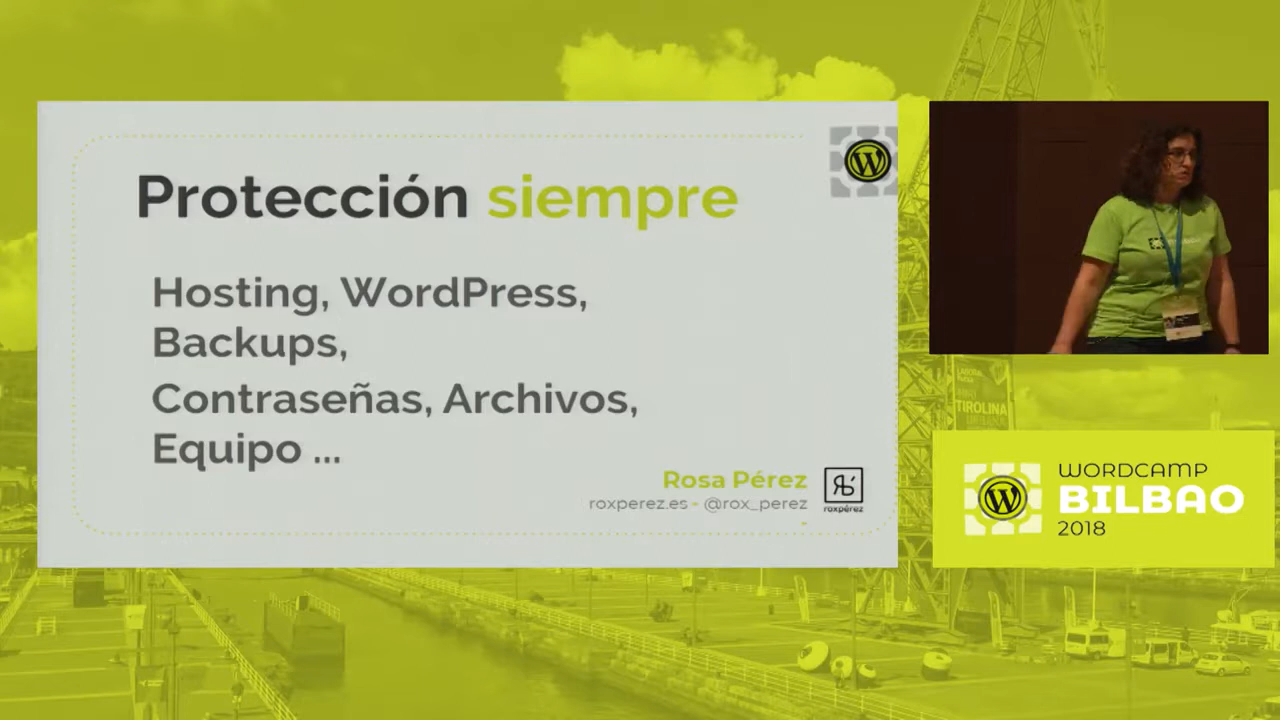 Protección siempre
Hosting, WordPress,
Backups,
Contraseñas, Archivos,
Equipo ...
Rosa Pérez
roxperez.es - @rox_perez
roxpérez
TIROLINA
WORDCAMP
BILBAO
2018